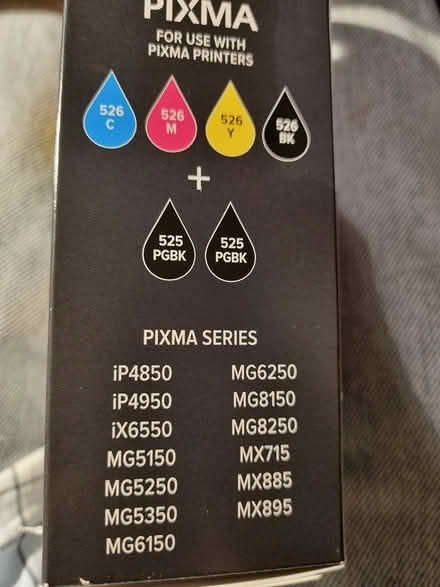 PIXMA
FOR USE WITH
PIXMA PRINTERS
526 C
526 M
526 Y
526 BK
+
525 PGBK
525 PGBK
PIXMA SERIES
iP4850
iP4950
iX6550
MG5150
MG5250
MG5350
MG6150
MG6250
MG8150
MG8250
MX715
MX885
MX895